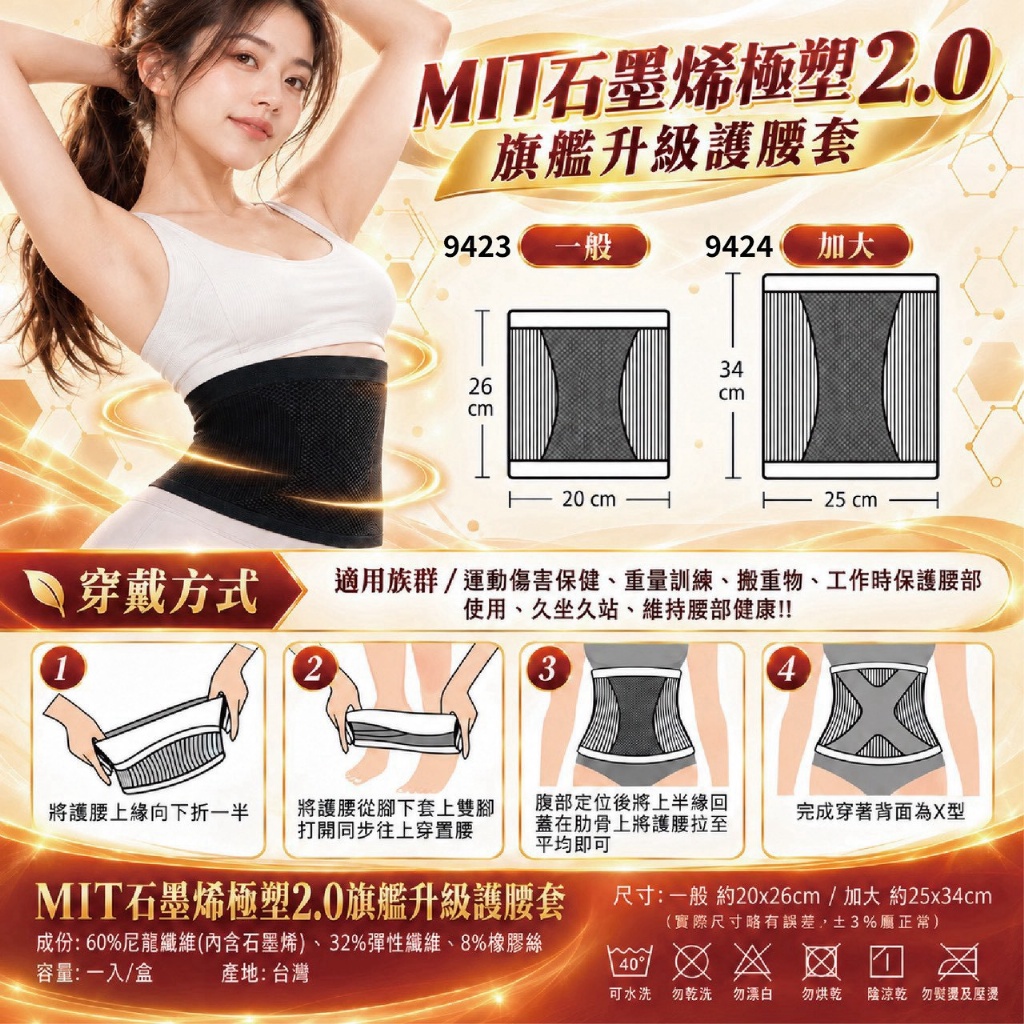 MIT石墨烯極塑2.0
旗艦升級護腰套
9423 一般
9424 加大
26
cm
20 cm
34
cm
25 cm
穿戴方式
適用族群/運動傷害保健、重量訓練、搬重物、工作時保護腰部
使用、久坐久站、維持腰部健康!!
1
將護腰上緣向下折一半
2
將護腰從腳下套上雙腳
打開同步往上穿置腰
3
腹部定位後將上半緣回
蓋在肋骨上將護腰拉至
平均即可
4
完成穿著背面為X型
MIT石墨烯極塑2.0旗艦升級護腰套
成份: 60%尼龍纖維(內含石墨烯)、32%彈性纖維、8%橡膠絲
容量: 一入/盒 產地: 台灣
尺寸: 一般 約20x26cm / 加大 約25x34cm
(實際尺寸略有誤差,±3%屬正常)
40°
可水洗 勿乾洗 勿漂白 勿烘乾 陰涼乾 勿熨燙及壓燙